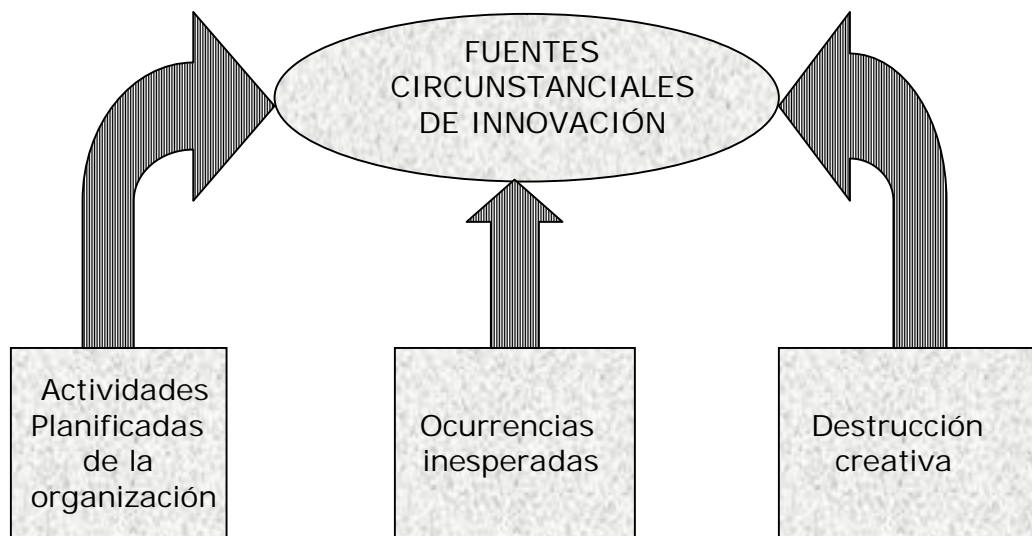 FUENTES
CIRCUNSTANCIALES
DE INNOVACIÓN
Actividades
Planificadas
de la
organización
Ocurrencias
inesperadas
Destrucción
creativa